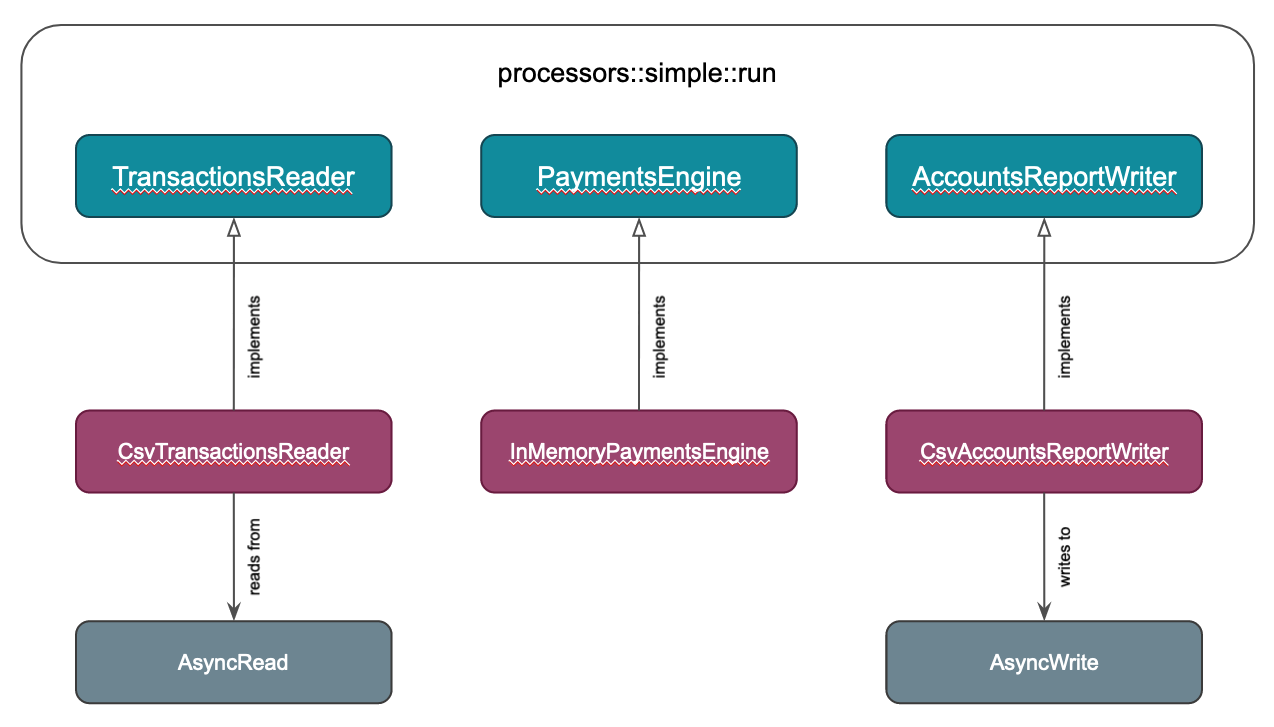 processors::simple::run
TransactionsReader
PaymentsEngine
AccountsReportWriter
implements
implements
implements
CsvTransactionsReader
InMemoryPaymentsEngine
CsvAccountsReportWriter
reads from
writes to
AsyncRead
AsyncWrite